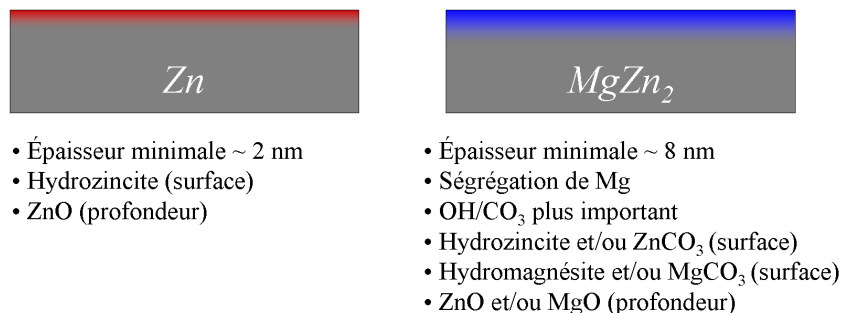 Zn
• Épaisseur minimale ~ 2 nm
• Hydrozincite (surface)
• ZnO (profondeur)
MgZn₂
• Épaisseur minimale ~ 8 nm
• Ségrégation de Mg
• OH/CO₃ plus important
• Hydrozincite et/ou ZnCO₃ (surface)
• Hydromagnésite et/ou MgCO₃ (surface)
• ZnO et/ou MgO (profondeur)